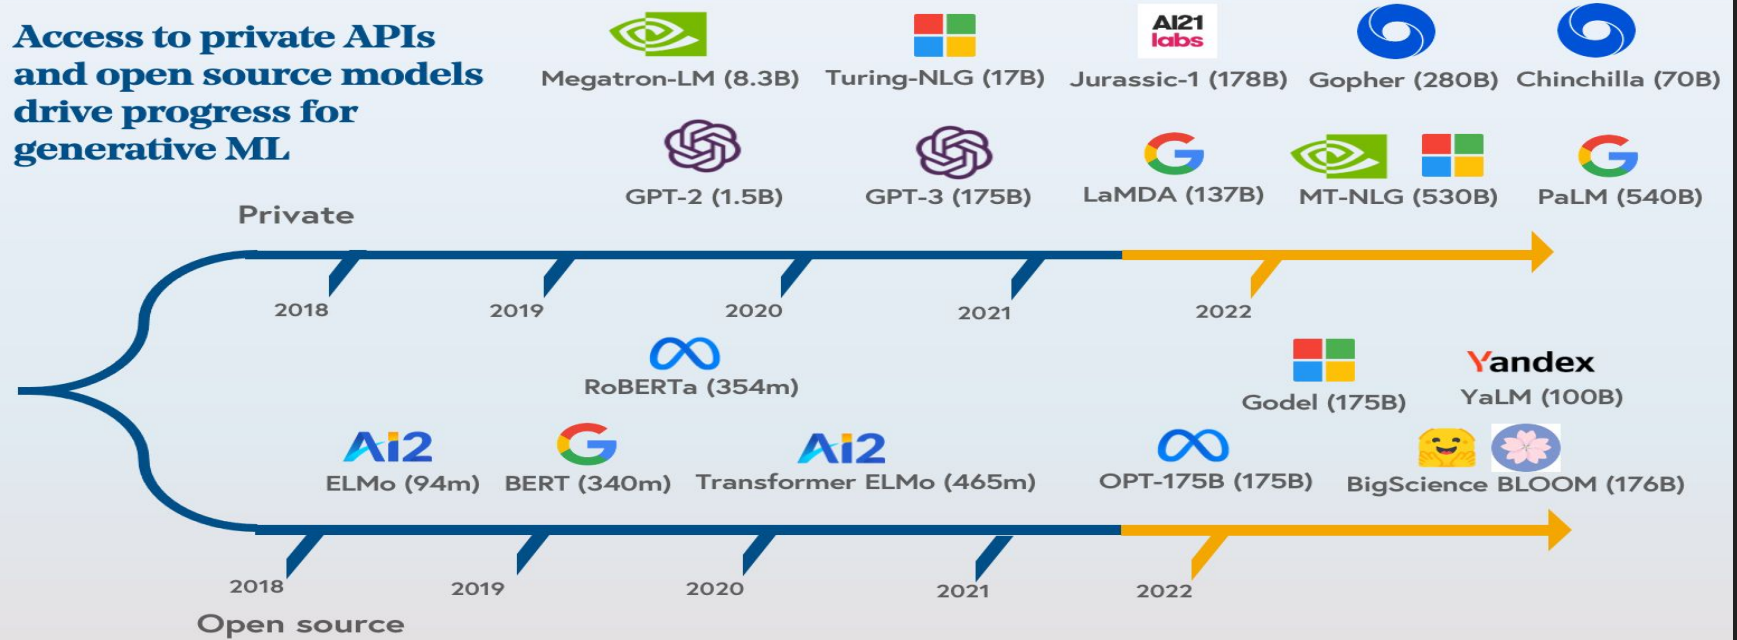 Access to private APIs
and open source models
drive progress for
generative ML
AI21
labs
Megatron-LM (8.3B)
Turing-NLG (17B)
Jurassic-1 (178B)
Gopher (280B)
Chinchilla (70B)
GPT-2 (1.5B)
GPT-3 (175B)
LaMDA (137B)
MT-NLG (530B)
PaLM (540B)
Private
2018
2019
2020
2021
2022
RoBERTa (354m)
Godel (175B)
Yandex
YaLM (100B)
Ai2
ELMo (94m)
BERT (340m)
Ai2
Transformer ELMo (465m)
OPT-175B (175B)
BigScience BLOOM (176B)
2018
2019
2020
2021
2022
Open source